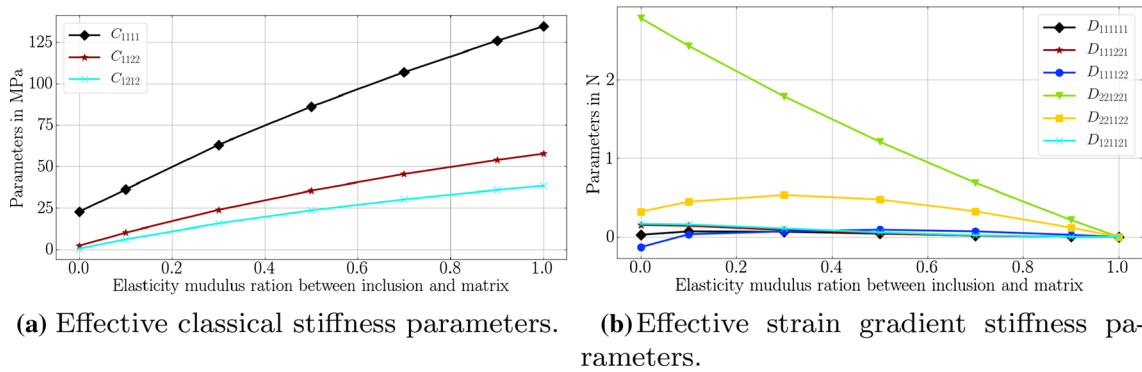 Parameters in MPa
125
100
75
50
25
0
C1111
C1122
C1212
0.0 0.2 0.4 0.6 0.8 1.0
Elasticity mudulus ration between inclusion and matrix
(a) Effective classical stiffness parameters.
Parameters in N
2
1
0
D111111
D111221
D111122
D221221
D221122
D121121
0.0 0.2 0.4 0.6 0.8 1.0
Elasticity mudulus ration between inclusion and matrix
(b) Effective strain gradient stiffness pa-
rameters.